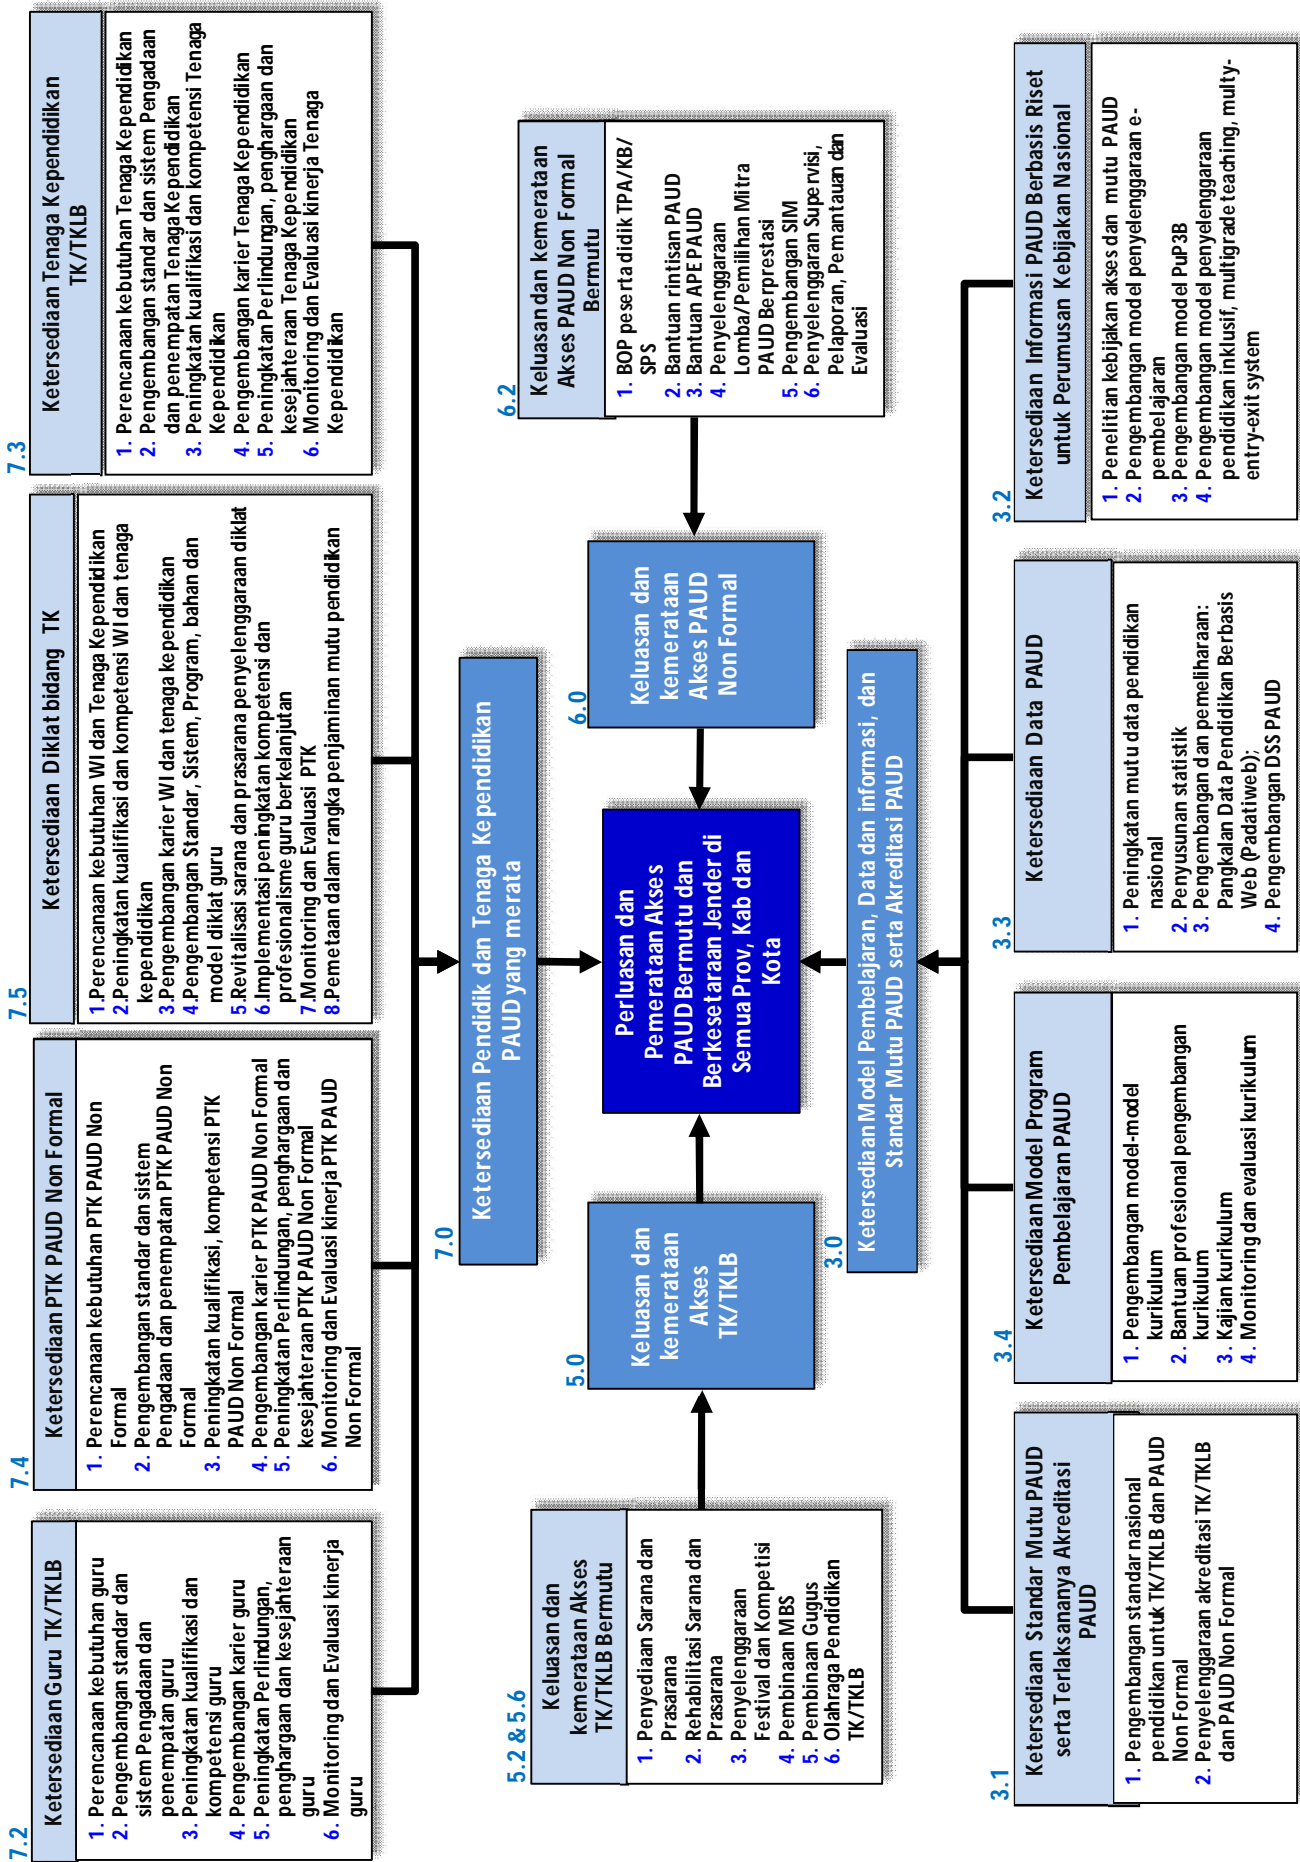 7.2
Ketersediaan Guru TK/TKLB
1. Perencanaan kebutuhan guru
2. Pengembangan standar dan
sistem Pengadaan dan
penempatan guru
3. Peningkatan kualifikasi dan
kompetensi guru
4. Pengembangan karier guru
5. Peningkatan Perlindungan,
penghargaan dan kesejahteraan
guru
6. Monitoring dan Evaluasi kinerja
guru
7.4
Ketersediaan PTK PAUD Non Formal
1. Perencanaan kebutuhan PTK PAUD Non
Formal
2. Pengembangan standar dan sistem
Pengadaan dan penempatan PTK PAUD Non
Formal
3. Peningkatan kualifikasi, kompetensi PTK
PAUD Non Formal
4. Pengembangan karier PTK PAUD Non Formal
5. Peningkatan Perlindungan, penghargaan dan
kesejahteraan PTK PAUD Non Formal
6. Monitoring dan Evaluasi kinerja PTK PAUD
Non Formal
7.5
Ketersediaan Diklat bidang TK
1.Perencanaan kebutuhan WI dan Tenaga Kependidikan
2.Peningkatan kualifikasi dan kompetensi WI dan tenaga
kependidikan
3.Pengembangan karier WI dan tenaga kependidikan
4.Pengembangan Standar, Sistem, Program, bahan dan
model diklat guru
5.Revitalisasi sarana dan prasarana penyelenggaraan diklat
6.Implementasi peningkatan kompetensi dan
profesionalisme guru berkelanjutan
7.Monitoring dan Evaluasi PTK
8.Pemetaan dalam rangka penjaminan mutu pendidikan
7.3
Ketersediaan Tenaga Kependidikan
TK/TKLB
1. Perencanaan kebutuhan Tenaga Kependidikan
2. Pengembangan standar dan sistem Pengadaan
dan penempatan Tenaga Kependidikan
3. Peningkatan kualifikasi dan kompetensi Tenaga
Kependidikan
4. Pengembangan karier Tenaga Kependidikan
5. Peningkatan Perlindungan, penghargaan dan
kesejahteraan Tenaga Kependidikan
6. Monitoring dan Evaluasi kinerja Tenaga
Kependidikan
7.0
Ketersediaan Pendidik dan Tenaga Kependidikan
PAUD yang merata
5.2 & 5.6
Keluasan dan
kemerataan Akses
TK/TKLB Bermutu
1. Penyediaan Sarana dan
Prasarana
2. Rehabilitasi Sarana dan
Prasarana
3. Penyelenggaraan
Festival dan Kompetisi
4. Pembinaan MBS
5. Pembinaan Gugus
6. Olahraga Pendidikan
TK/TKLB
5.0
Keluasan dan
kemerataan
Akses
TK/TKLB
Perluasan dan
Pemerataan Akses
PAUD Bermutu dan
Berkesetaraan Jender di
Semua Prov, Kab dan
Kota
6.0
Keluasan dan
kemerataan
Akses PAUD
Non Formal
6.2
Keluasan dan kemerataan
Akses PAUD Non Formal
Bermutu
1. BOP peserta didik TPA/KB/
SPS
2. Bantuan rintisan PAUD
3. Bantuan APE PAUD
4. Penyelenggaraan
Lomba/Pemilihan Mitra
PAUD Berprestasi
5. Pengembangan SIM
6. Penyelenggaran Supervisi,
Pelaporan, Pemantauan dan
Evaluasi
3.0
Ketersediaan Model Pembelajaran, Data dan informasi, dan
Standar Mutu PAUD serta Akreditasi PAUD
3.1
Ketersediaan Standar Mutu PAUD
serta Terlaksananya Akreditasi
PAUD
1. Pengembangan standar nasional
pendidikan untuk TK/TKLB dan PAUD
Non Formal
2. Penyelenggaraan akreditasi TK/TKLB
dan PAUD Non Formal
3.4
Ketersediaan Model Program
Pembelajaran PAUD
1. Pengembangan model-model
kurikulum
2. Bantuan profesional pengembangan
kurikulum
3. Kajian kurikulum
4. Monitoring dan evaluasi kurikulum
3.3
Ketersediaan Data PAUD
1. Peningkatan mutu data pendidikan
nasional
2. Penyusunan statistik
3. Pengembangan dan pemeliharaan:
Pangkalan Data Pendidikan Berbasis
Web (Padatiweb);
4. Pengembangan DSS PAUD
3.2
Ketersediaan Informasi PAUD Berbasis Riset
untuk Perumusan Kebijakan Nasional
1. Penelitian kebijakan akses dan mutu PAUD
2. Pengembangan model penyelenggaraan e-
pembelajaran
3. Pengembangan model PuP3B
4. Pengembangan model penyelenggaraan
pendidikan inklusif, multigrade teaching, multy-
entry-exit system